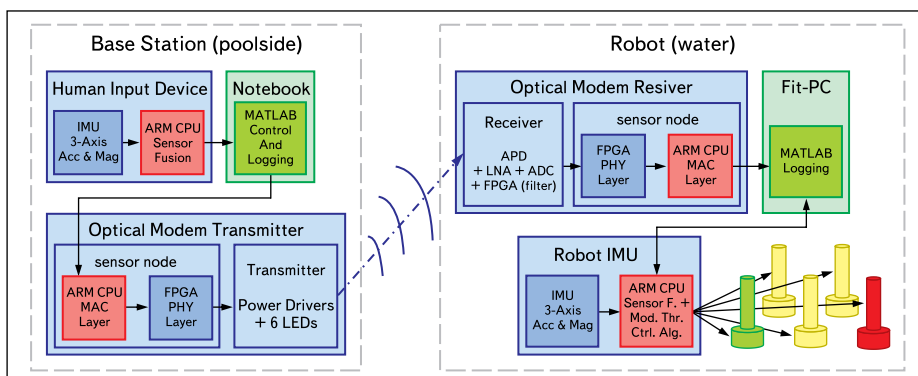 Base Station (poolside)
Human Input Device
IMU
3-Axis
Acc & Mag
ARM CPU
Sensor
Fusion
Notebook
MATLAB
Control
And
Logging
Optical Modem Transmitter
sensor node
ARM CPU
MAC
Layer
FPGA
PHY
Layer
Transmitter
Power Drivers
+ 6 LEDs
Robot (water)
Optical Modem Resiver
Receiver
APD
+ LNA + ADC
+ FPGA (filter)
sensor node
FPGA
PHY
Layer
ARM CPU
MAC
Layer
Fit-PC
MATLAB
Logging
Robot IMU
IMU
3-Axis
Acc & Mag
ARM CPU
Sensor F. +
Mod. Thr.
Ctrl. Alg.